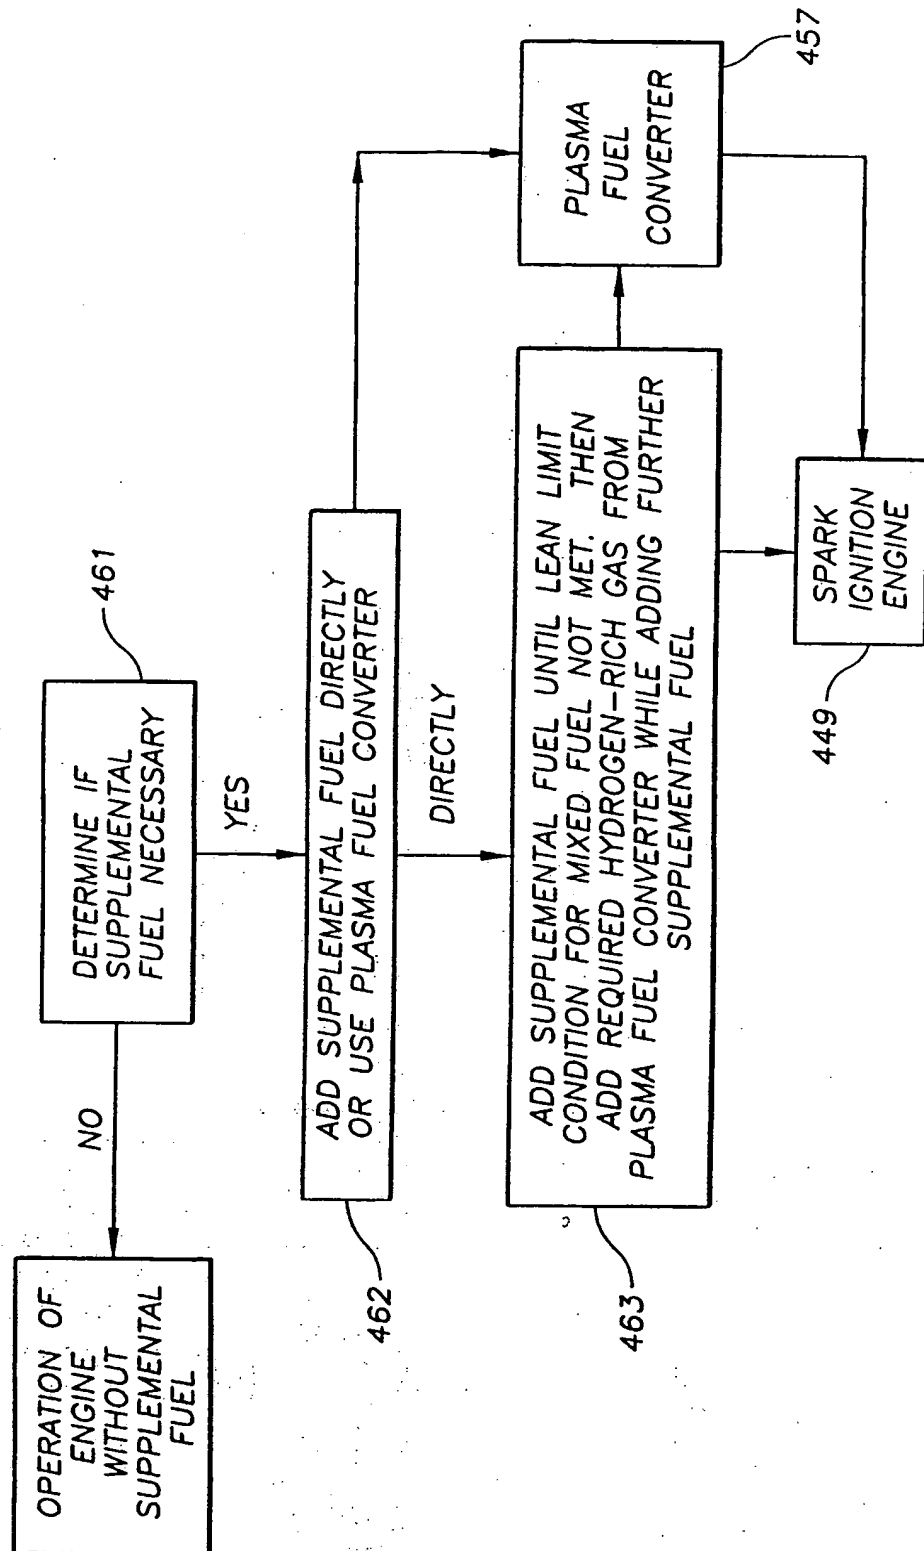 OPERATION OF
ENGINE
WITHOUT
SUPPLEMENTAL
FUEL
NO
DETERMINE IF
SUPPLEMENTAL
FUEL NECESSARY
461
YES
ADD SUPPLEMENTAL FUEL DIRECTLY
OR USE PLASMA FUEL CONVERTER
462
DIRECTLY
ADD SUPPLEMENTAL FUEL UNTIL LEAN LIMIT
CONDITION FOR MIXED FUEL NOT MET. THEN
ADD REQUIRED HYDROGEN-RICH GAS FROM
PLASMA FUEL CONVERTER WHILE ADDING FURTHER
SUPPLEMENTAL FUEL
463
PLASMA
FUEL
CONVERTER
457
SPARK
IGNITION
ENGINE
449